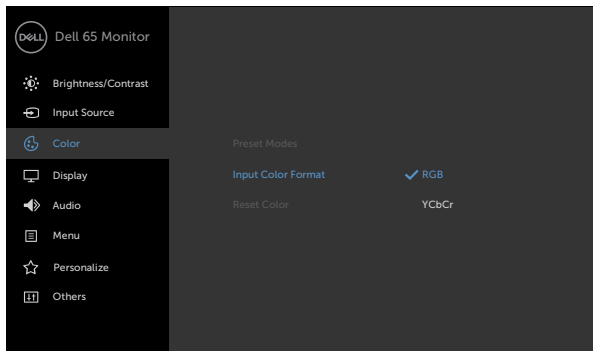 DELL
Dell 65 Monitor
Brightness/Contrast
Input Source
Color
Preset Modes
Display
Input Color Format
RGB
Audio
Reset Color
YCbCr
Menu
Personalize
Others